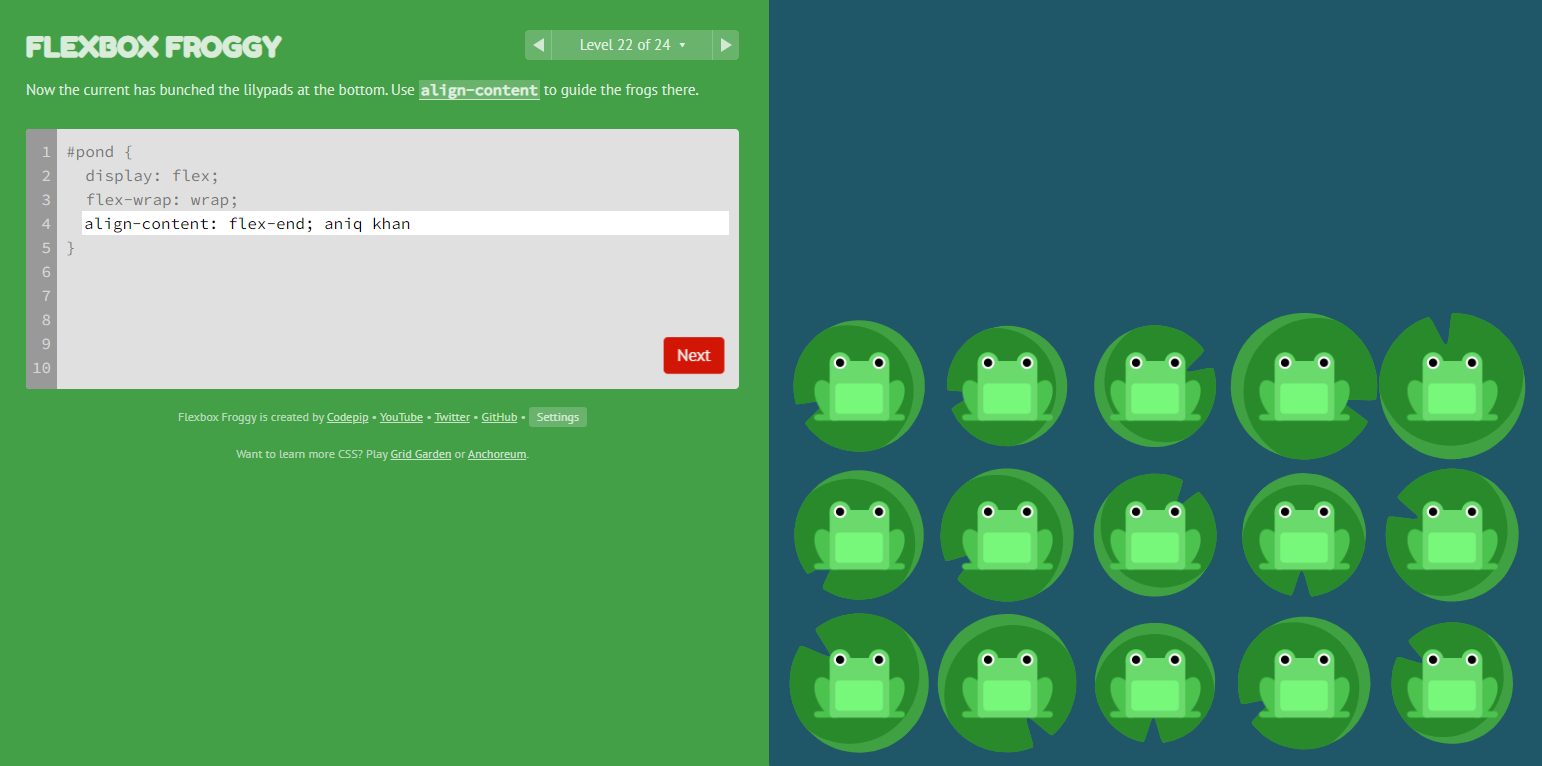 FLEXBOX FROGGY
Level 22 of 24
Now the current has bunched the lilypads at the bottom. Use align-content to guide the frogs there.
1 #pond {
2 display: flex;
3 flex-wrap: wrap;
4 align-content: flex-end; aniq khan
5 }
6
7
8
9
10
Next
Flexbox Froggy is created by Codepip • YouTube • Twitter • GitHub • Settings
Want to learn more CSS? Play Grid Garden or Anchoreum.